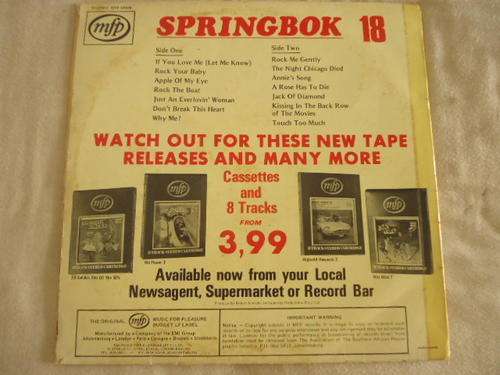 mfp
SPRINGBOK 18
Side One
If You Love Me (Let Me Know)
Rock Your Baby
Apple Of My Eye
Rock The Boat
Just An Everlovin' Woman
Don't Break This Heart
Why Me?
Side Two
Rock Me Gently
The Night Chicago Died
Annie's Song
A Rose Has To Die
Jack Of Diamond
Kissing In The Back Row
of The Movies
Touch Too Much
WATCH OUT FOR THESE NEW TAPE
RELEASES AND MANY MORE
Cassettes
and
8 Tracks
FROM
3,99
mfp
mfp
mfp
mfp
Available now from your Local
Newsagent, Supermarket or Record Bar
THE ORIGINAL
mfp
MUSIC FOR PLEASURE
BUDGET LP LABEL
IMPORTANT WARNING